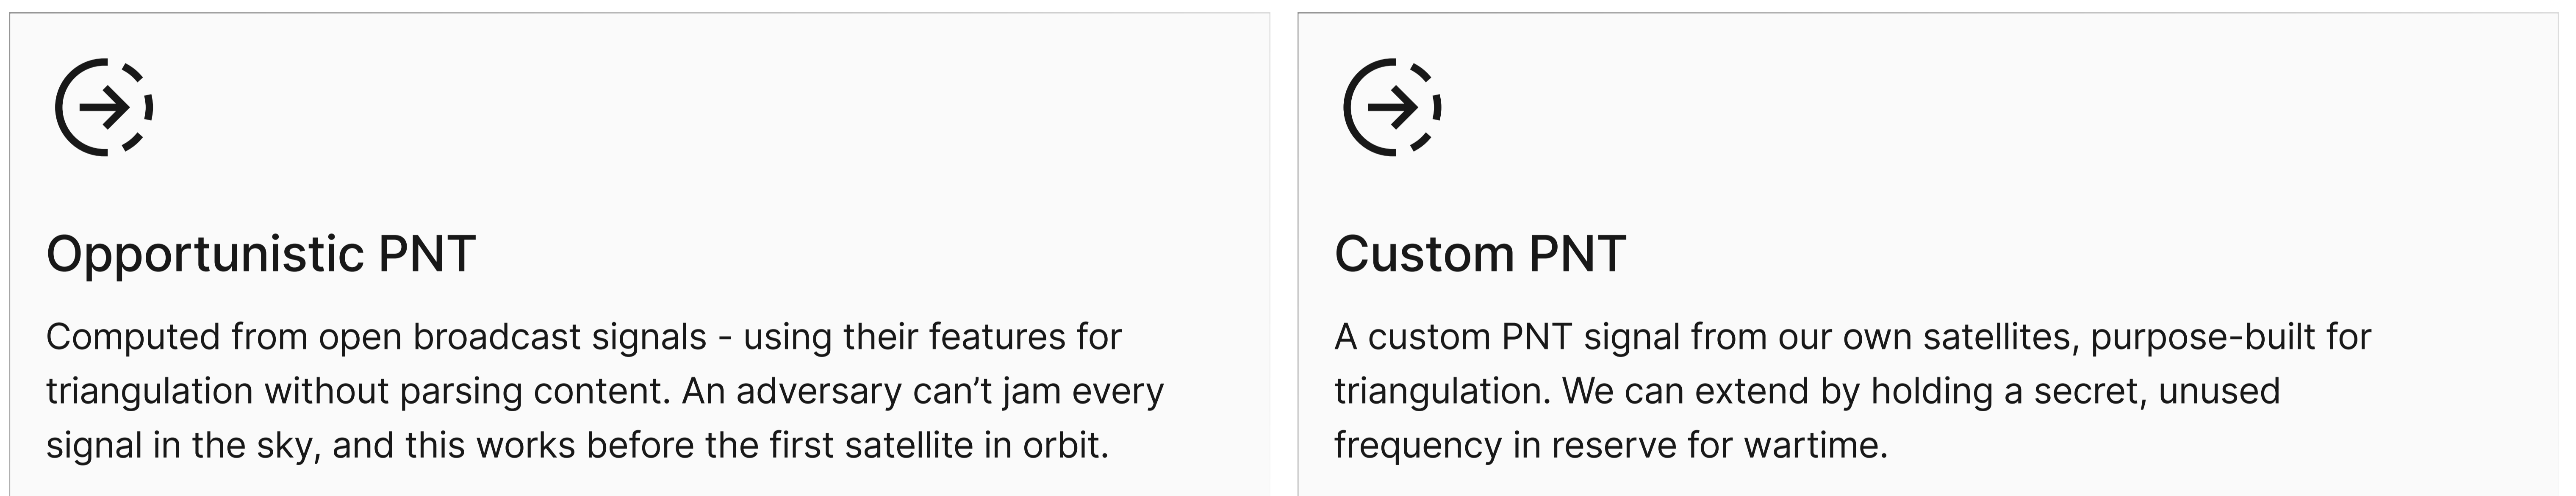 Opportunistic PNT
Computed from open broadcast signals - using their features for
triangulation without parsing content. An adversary can’t jam every
signal in the sky, and this works before the first satellite in orbit.
Custom PNT
A custom PNT signal from our own satellites, purpose-built for
triangulation. We can extend by holding a secret, unused
frequency in reserve for wartime.